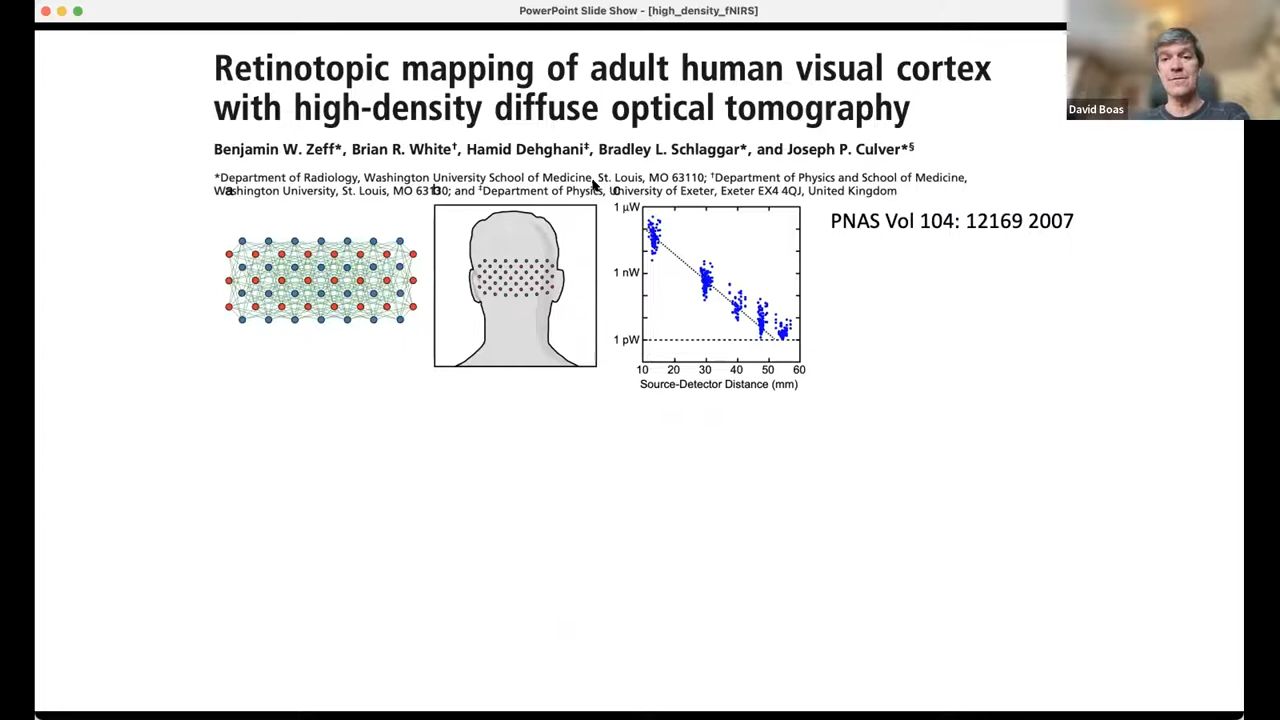 PowerPoint Slide Show - [high_density_fNIRS]
David Boas
Retinotopic mapping of adult human visual cortex
with high-density diffuse optical tomography
Benjamin W. Zeff*, Brian R. White†, Hamid Dehghani‡, Bradley L. Schlaggar*, and Joseph P. Culver*§
*Department of Radiology, Washington University School of Medicine, St. Louis, MO 63110; †Department of Physics and School of Medicine,
Washington University, St. Louis, MO 63130; and ‡Department of Physics, University of Exeter, Exeter EX4 4QJ, United Kingdom
a
b
c
PNAS Vol 104: 12169 2007
1 µW
1 nW
1 pW
10 20 30 40 50 60
Source-Detector Distance (mm)